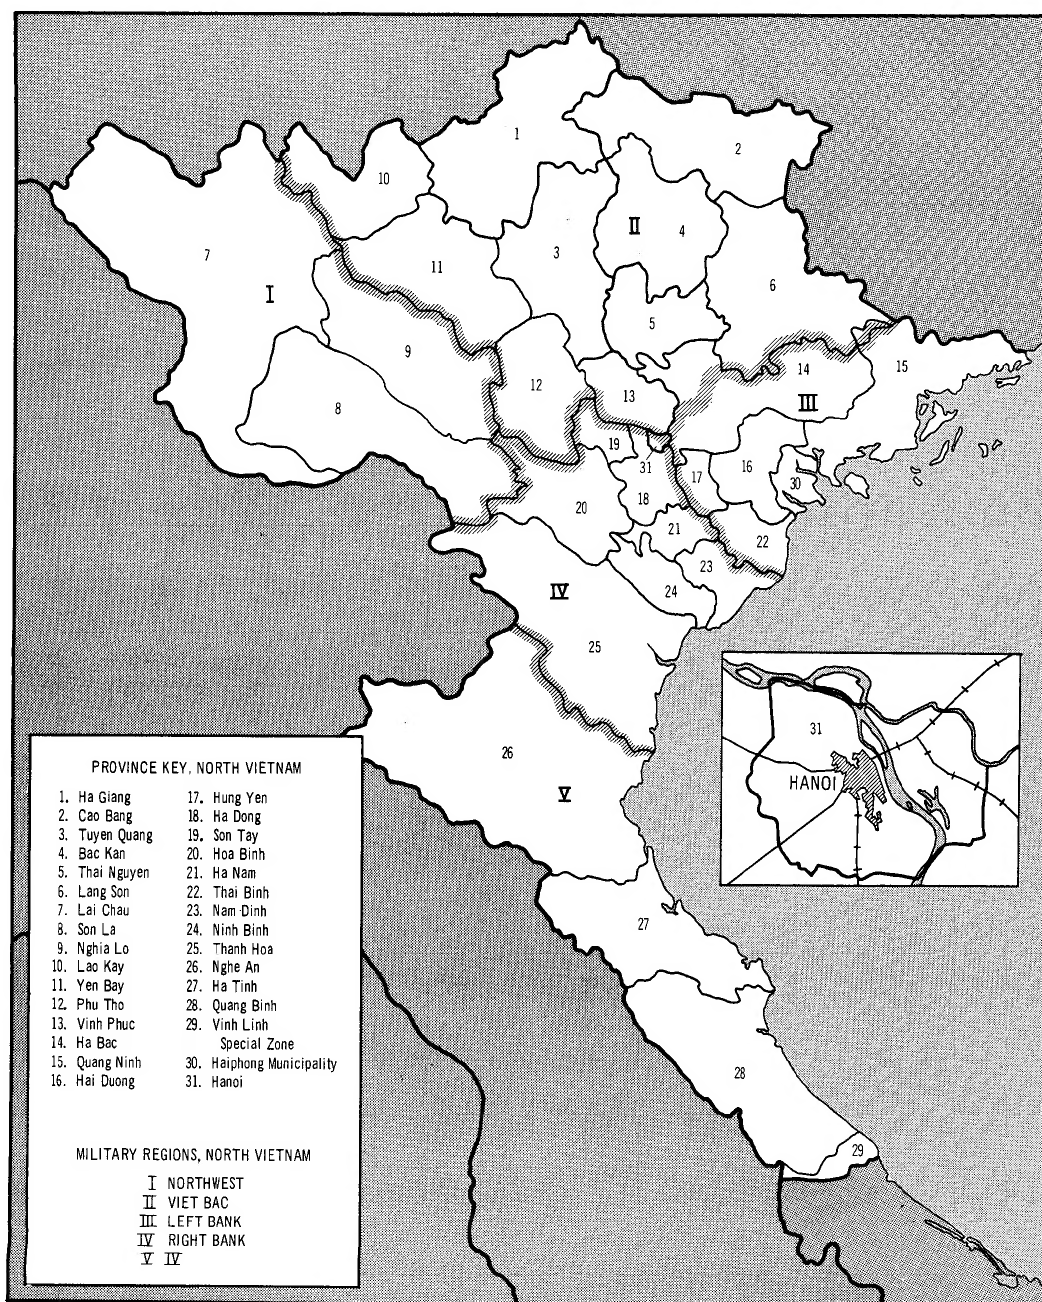 1
2
10
II
4
7
3
11
6
I
5
9
14
15
12
13
8
III
19
31
16
17
30
18
20
21
22
23
IV
24
25
31
26
HANOI
V
27
28
29
PROVINCE KEY, NORTH VIETNAM
1. Ha Giang
2. Cao Bang
3. Tuyen Quang
4. Bac Kan
5. Thai Nguyen
6. Lang Son
7. Lai Chau
8. Son La
9. Nghia Lo
10. Lao Kay
11. Yen Bay
12. Phu Tho
13. Vinh Phuc
14. Ha Bac
15. Quang Ninh
16. Hai Duong
17. Hung Yen
18. Ha Dong
19. Son Tay
20. Hoa Binh
21. Ha Nam
22. Thai Binh
23. Nam Dinh
24. Ninh Binh
25. Thanh Hoa
26. Nghe An
27. Ha Tinh
28. Quang Binh
29. Vinh Linh
Special Zone
30. Haiphong Municipality
31. Hanoi
MILITARY REGIONS, NORTH VIETNAM
I NORTHWEST
II VIET BAC
III LEFT BANK
IV RIGHT BANK
V IV